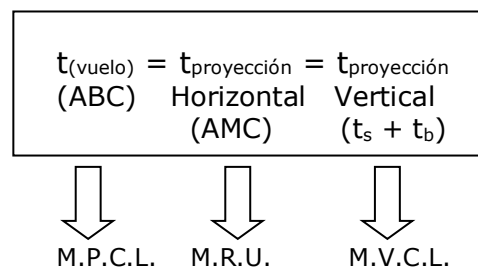 t(vuelo) = tproyección = tproyección
(ABC) Horizontal Vertical
(AMC) (ts + tb)
M.P.C.L. M.R.U. M.V.C.L.